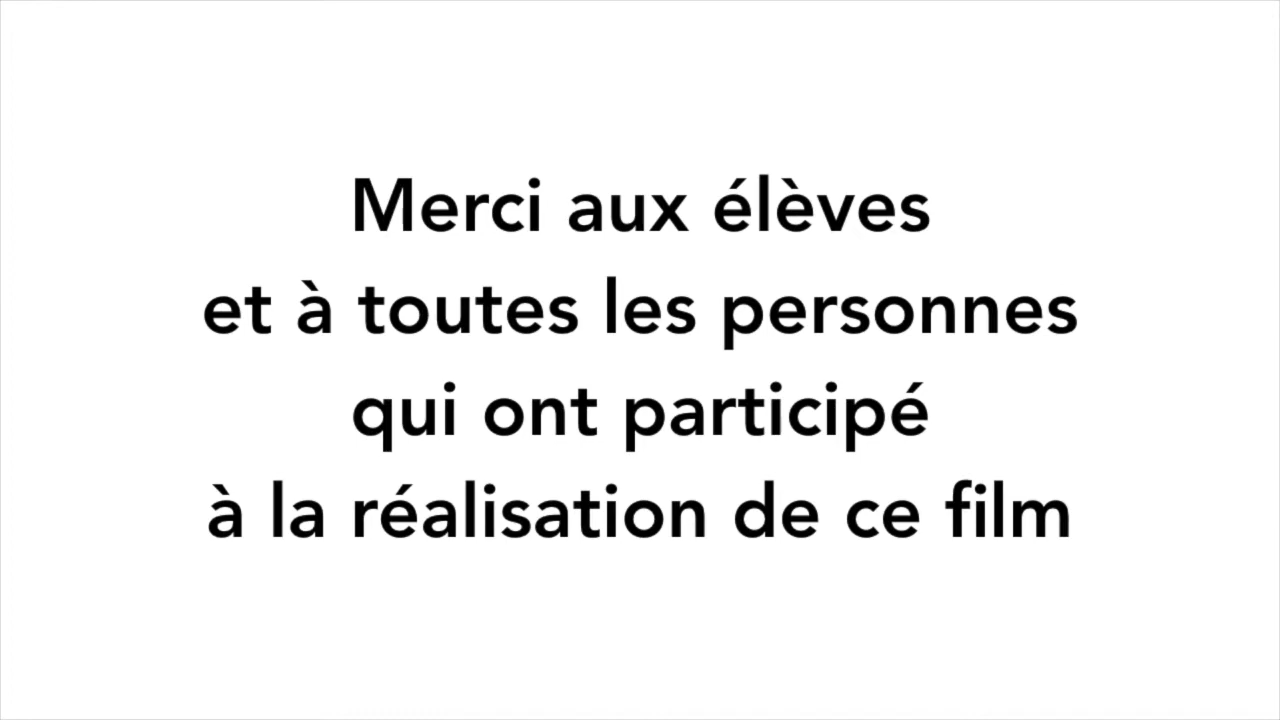 Merci aux élèves
et à toutes les personnes
qui ont participé
à la réalisation de ce film